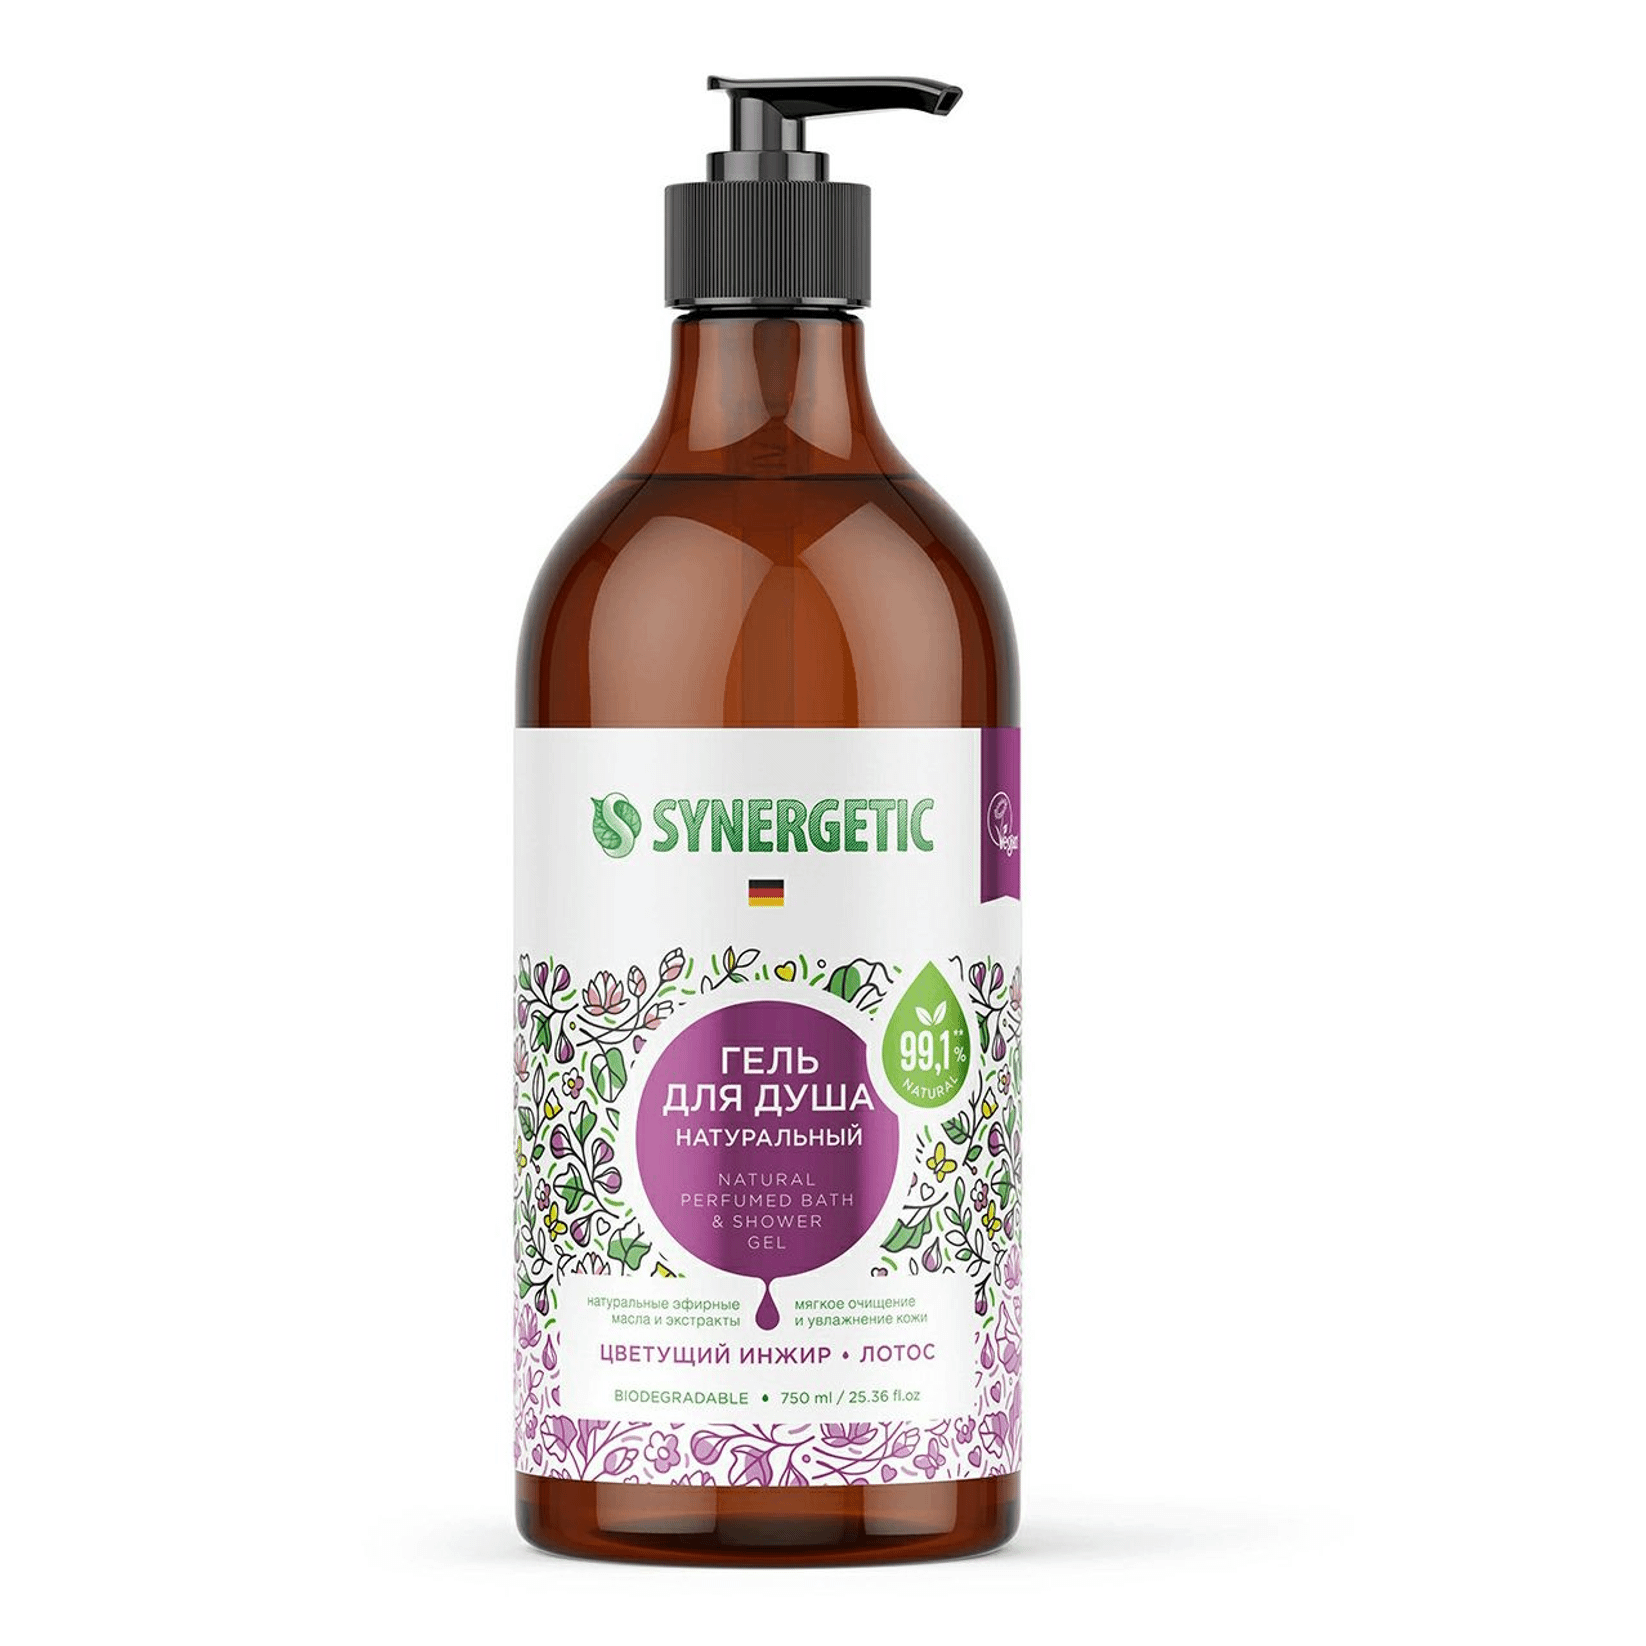 SYNERGETIC
Vegan
99,1**%
NATURAL
ГЕЛЬ
ДЛЯ ДУША
НАТУРАЛЬНЫЙ
NATURAL
PERFUMED BATH
& SHOWER
GEL
натуральные эфирные
масла и экстракты
мягкое очищение
и увлажнение кожи
ЦВЕТУЩИЙ ИНЖИР • ЛОТОС
BIODEGRADABLE • 750 ml / 25.36 fl.oz